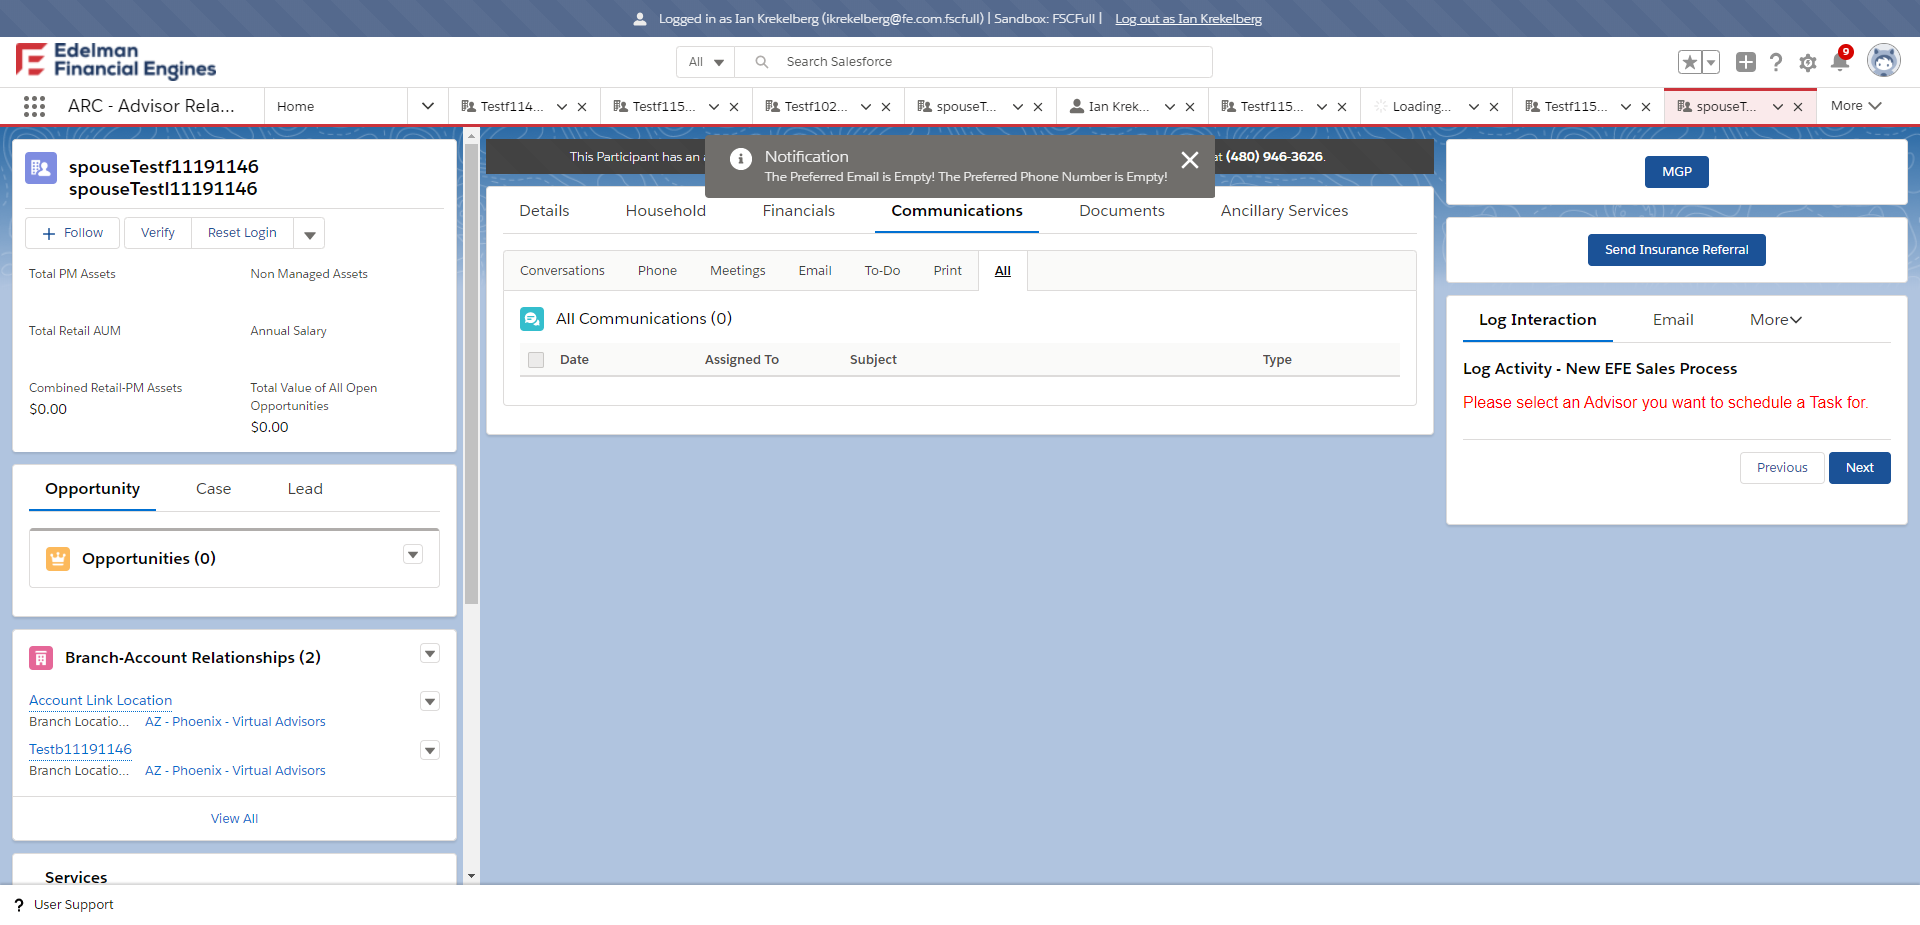 Logged in as Ian Krekelberg (ikrekelberg@fe.com.fscfull) | Sandbox: FSCFull | Log out as Ian Krekelberg
Edelman
Financial Engines
All
Search Salesforce
9
ARC - Advisor Rela...
Home
Testf114...
Testf115...
Testf102...
spouseT...
Ian Krek...
Testf115...
Loading...
Testf115...
spouseT...
More
spouseTestf11191146
spouseTestl11191146
Follow
Verify
Reset Login
Total PM Assets
Non Managed Assets
Total Retail AUM
Annual Salary
Combined Retail-PM Assets
$0.00
Total Value of All Open
Opportunities
$0.00
Opportunity
Case
Lead
Opportunities (0)
Branch-Account Relationships (2)
Account Link Location
Branch Locatio... AZ - Phoenix - Virtual Advisors
Testb11191146
Branch Locatio... AZ - Phoenix - Virtual Advisors
View All
Services
This Participant has an
(480) 946-3626.
Notification
The Preferred Email is Empty! The Preferred Phone Number is Empty!
Details
Household
Financials
Communications
Documents
Ancillary Services
Conversations
Phone
Meetings
Email
To-Do
Print
All
All Communications (0)
Date
Assigned To
Subject
Type
MGP
Send Insurance Referral
Log Interaction
Email
More
Log Activity - New EFE Sales Process
Please select an Advisor you want to schedule a Task for.
Previous
Next
? User Support